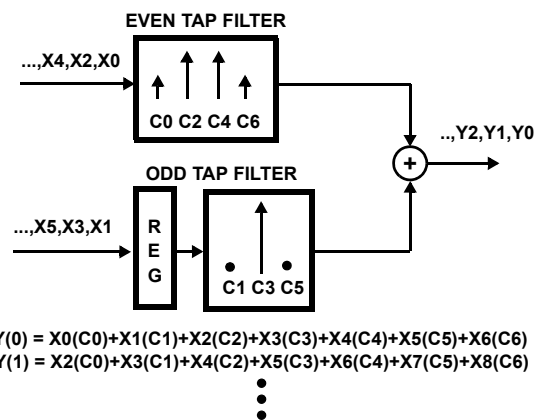 EVEN TAP FILTER
...,X4,X2,X0
C0 C2 C4 C6
..,Y2,Y1,Y0
+
ODD TAP FILTER
...,X5,X3,X1
R
E
G
C1 C3 C5
Y(0) = X0(C0)+X1(C1)+X2(C2)+X3(C3)+X4(C4)+X5(C5)+X6(C6)
Y(1) = X2(C0)+X3(C1)+X4(C2)+X5(C3)+X6(C4)+X7(C5)+X8(C6)